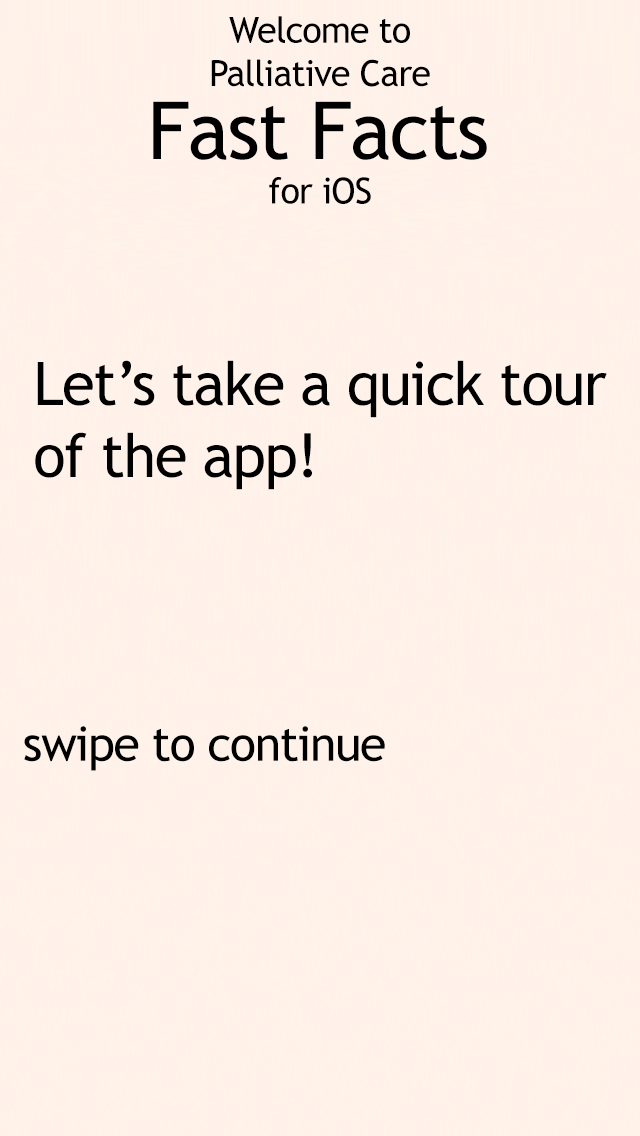 Welcome to
Palliative Care
Fast Facts
for iOS
Let’s take a quick tour
of the app!
swipe to continue